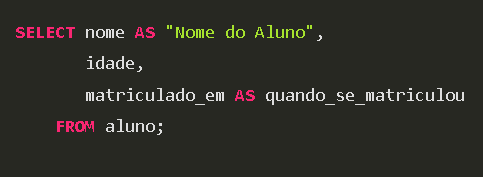 SELECT nome AS "Nome do Aluno",
idade,
matriculado_em AS quando_se_matriculou
FROM aluno;